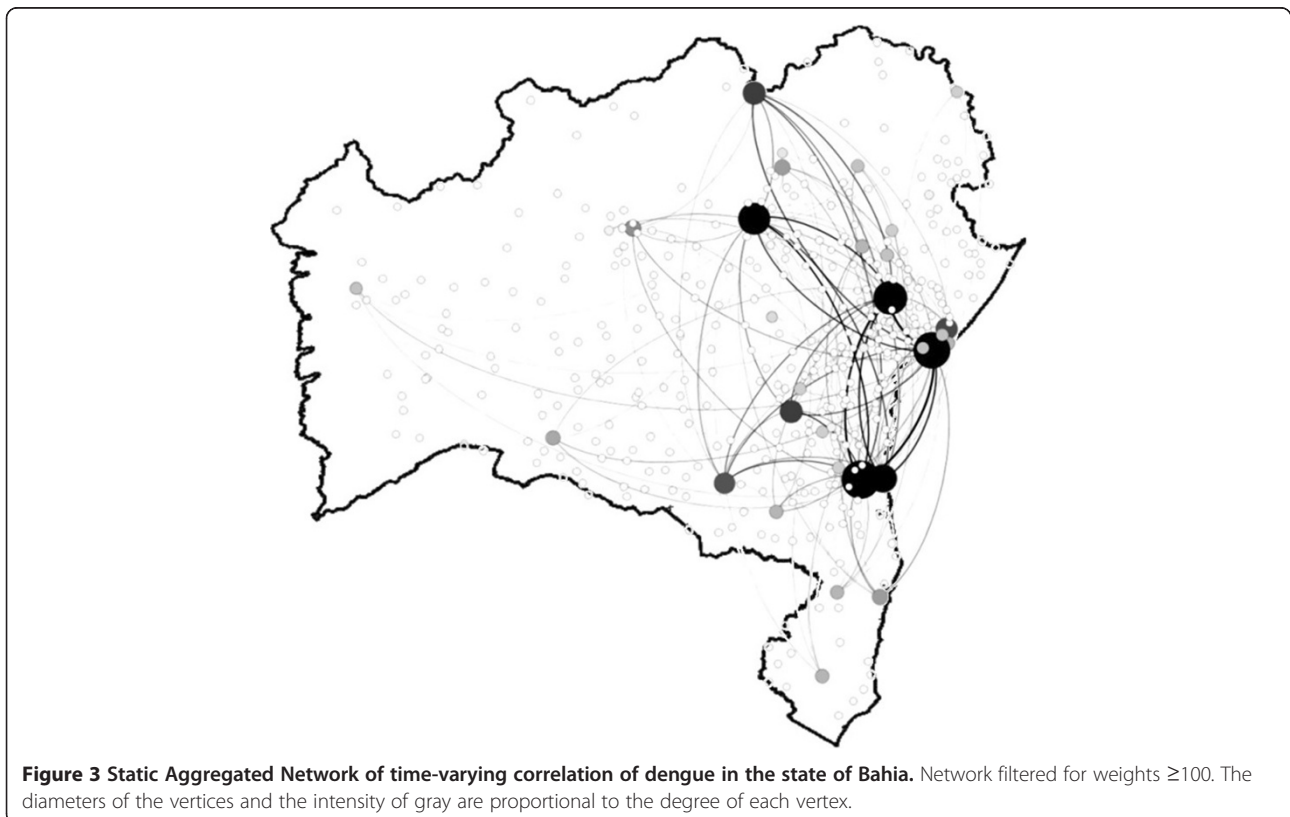 Figure 3 Static Aggregated Network of time-varying correlation of dengue in the state of Bahia. Network filtered for weights ≥100. The
diameters of the vertices and the intensity of gray are proportional to the degree of each vertex.